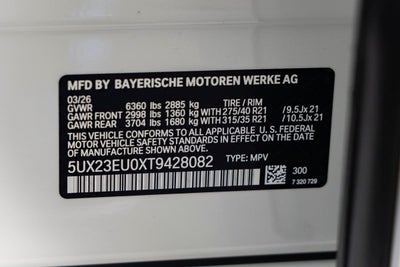 MFD BY BAYERISCHE MOTOREN WERKE AG
03/26
GVWR 6360 lbs 2885 kg TIRE / RIM
GAWR FRONT 2998 lbs 1360 kg 275/40 R21 / 9.5Jx 21
GAWR REAR 3704 lbs 1680 kg 315/35 R21 / 10.5Jx 21
THIS VEHICLE CONFORMS TO ALL APPLICABLE U.S. FEDERAL
MOTOR VEHICLE SAFETY AND THEFT PREVENTION STANDARDS
IN EFFECT ON THE DATE OF MANUFACTURE SHOWN ABOVE.
5UX23EU0XT9428082 TYPE: MPV
300
7 320 729